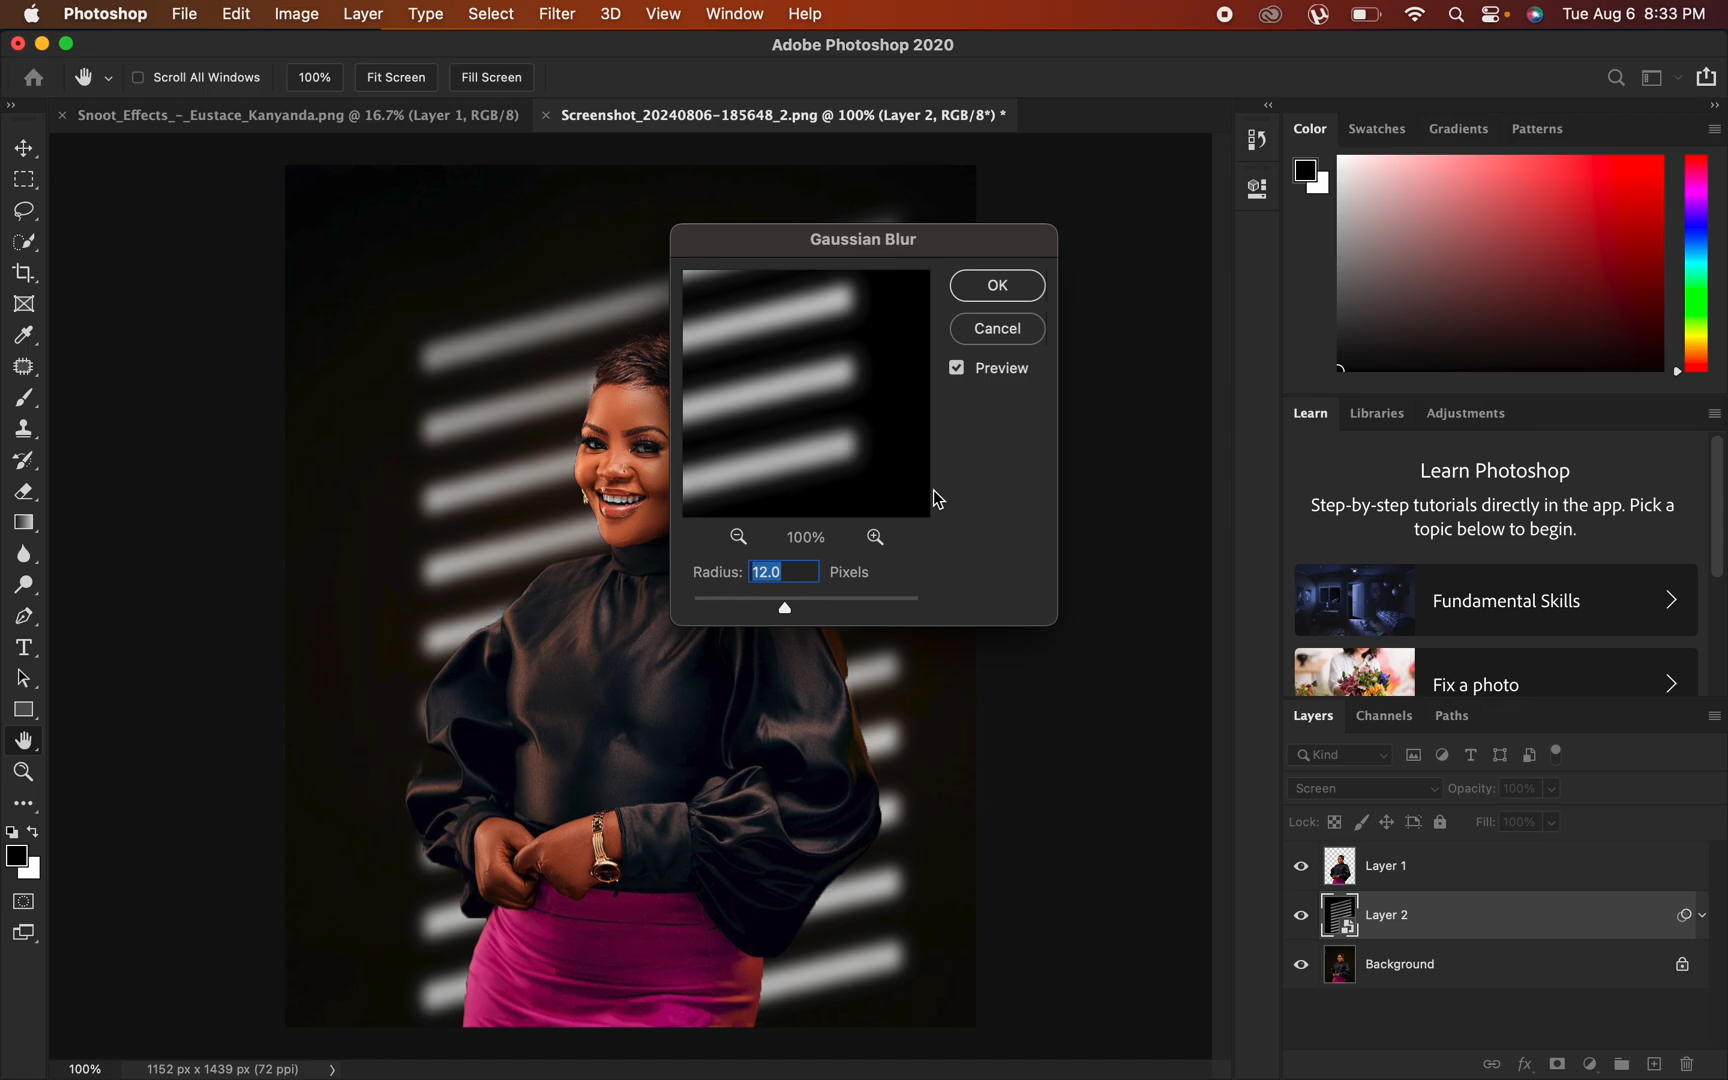 Photoshop File Edit Image Layer Type Select Filter 3D View Window Help Tue Aug 6 8:33 PM
Adobe Photoshop 2020
Scroll All Windows 100% Fit Screen Fill Screen
Snoot_Effects_-_Eustace_Kanyanda.png @ 16.7% (Layer 1, RGB/8) Screenshot_20240806-185648_2.png @ 100% (Layer 2, RGB/8*) *
Color Swatches Gradients Patterns
Gaussian Blur
OK
Cancel
Preview
100%
Radius: 12.0 Pixels
Learn Libraries Adjustments
Learn Photoshop
Step-by-step tutorials directly in the app. Pick a
topic below to begin.
Fundamental Skills
Fix a photo
Layers Channels Paths
Kind
Screen Opacity: 100%
Lock: Fill: 100%
Layer 1
Layer 2
Background
100% 1152 px x 1439 px (72 ppi)